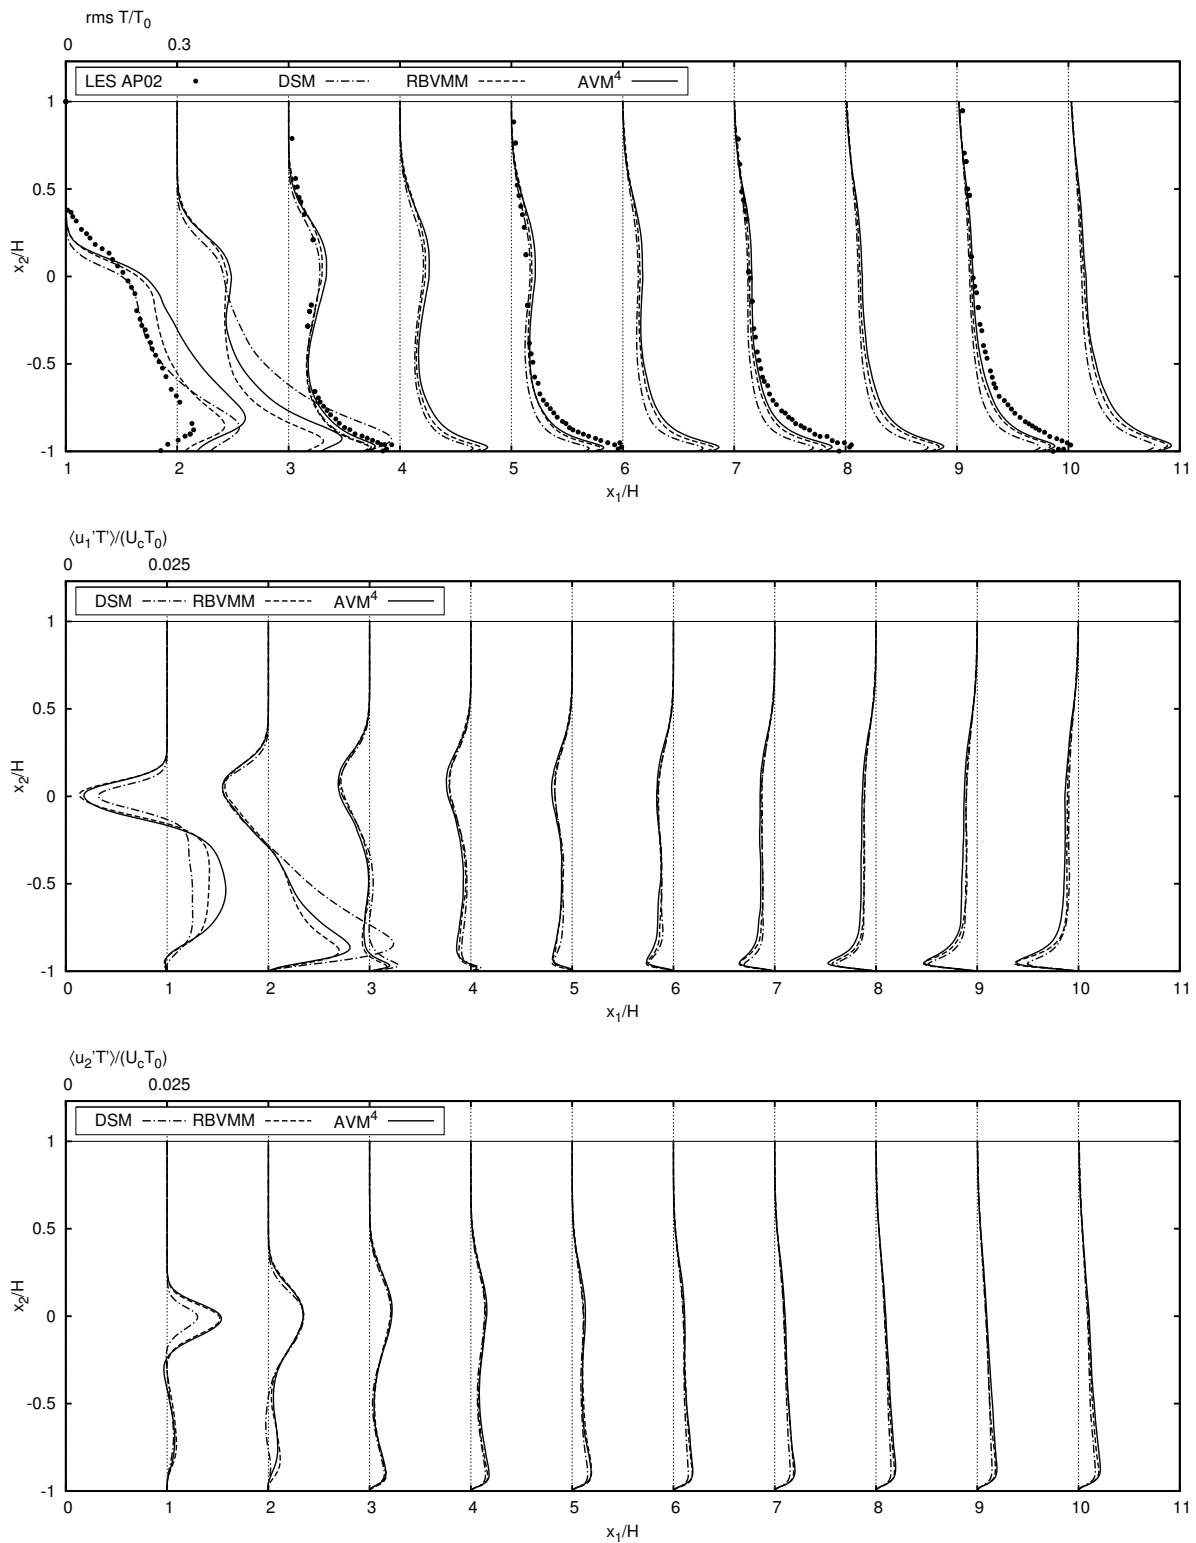 rms T/T0
0 0.3
LES AP02 DSM RBVMM AVM4
1
0.5
0
-0.5
-1
x2/H
1 2 3 4 5 6 7 8 9 10 11
x1/H
⟨u1'T'⟩/(UcT0)
0 0.025
DSM RBVMM AVM4
1
0.5
0
-0.5
-1
x2/H
0 1 2 3 4 5 6 7 8 9 10 11
x1/H
⟨u2'T'⟩/(UcT0)
0 0.025
DSM RBVMM AVM4
1
0.5
0
-0.5
-1
x2/H
0 1 2 3 4 5 6 7 8 9 10 11
x1/H